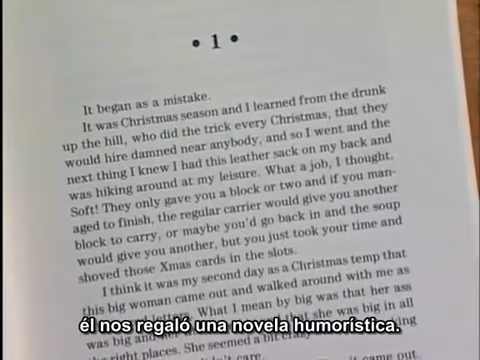 • 1 •
It began as a mistake.
It was Christmas season and I learned from the drunk
up the hill, who did the trick every Christmas, that they
would hire damned near anybody, and so I went and the
next thing I knew I had this leather sack on my back and
was hiking around at my leisure. What a job, I thought.
Soft! They only gave you a block or two and if you man-
aged to finish, the regular carrier would give you another
block to carry, or maybe you'd go back in and the soup
would give you another, but you just took your time and
shoved those Xmas cards in the slots.
I think it was my second day as a Christmas temp that
this big woman came out and walked around with me as
letters. What I mean by big was that her ass
was big and her that she was big in all
the right places. She seemed a bit
él nos regaló una novela humorística.
didn't care.